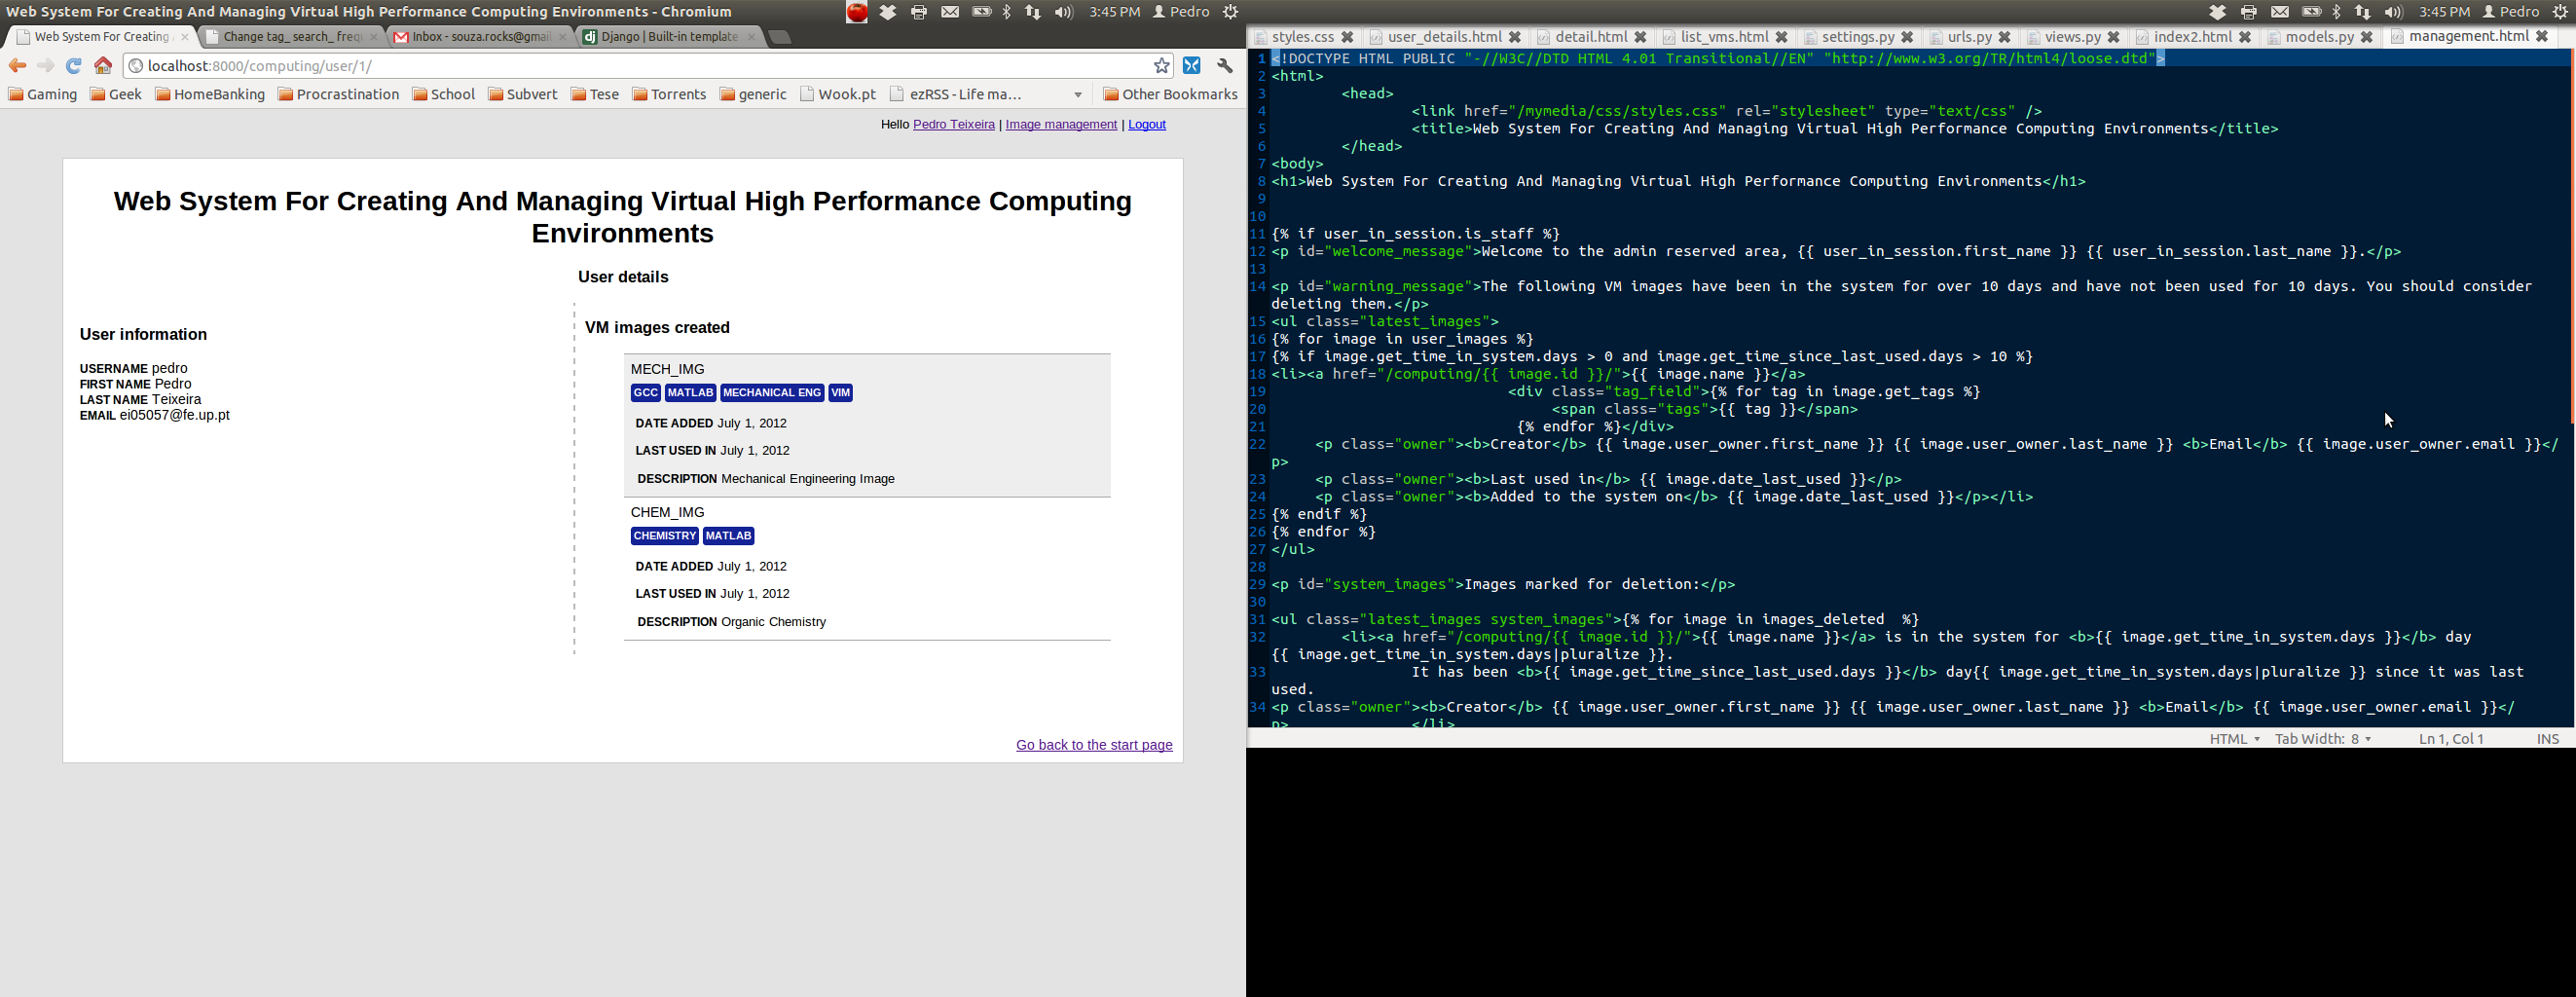 Web System For Creating And Managing Virtual High Performance Computing Environments - Chromium
3:45 PM Pedro
3:45 PM Pedro
Web System For Creating
Change tag_ search_ freq
Inbox - souza.rocks@gmail
Django | Built-in template
localhost:8000/computing/user/1/
Gaming Geek HomeBanking Procrastination School Subvert Tese Torrents generic Wook.pt ezRSS - Life ma... Other Bookmarks
Hello Pedro Teixeira | Image management | Logout
Web System For Creating And Managing Virtual High Performance Computing
Environments
User details
User information
USERNAME pedro
FIRST NAME Pedro
LAST NAME Teixeira
EMAIL ei05057@fe.up.pt
VM images created
MECH_IMG
GCC MATLAB MECHANICAL ENG VIM
DATE ADDED July 1, 2012
LAST USED IN July 1, 2012
DESCRIPTION Mechanical Engineering Image
CHEM_IMG
CHEMISTRY MATLAB
DATE ADDED July 1, 2012
LAST USED IN July 1, 2012
DESCRIPTION Organic Chemistry
Go back to the start page
styles.css user_details.html detail.html list_vms.html settings.py urls.py views.py index2.html models.py management.html
1 <!DOCTYPE HTML PUBLIC "-//W3C//DTD HTML 4.01 Transitional//EN" "http://www.w3.org/TR/html4/loose.dtd">
2 <html>
3 <head>
4 <link href="/mymedia/css/styles.css" rel="stylesheet" type="text/css" />
5 <title>Web System For Creating And Managing Virtual High Performance Computing Environments</title>
6 </head>
7 <body>
8 <h1>Web System For Creating And Managing Virtual High Performance Computing Environments</h1>
9
10
11 {% if user_in_session.is_staff %}
12 <p id="welcome_message">Welcome to the admin reserved area, {{ user_in_session.first_name }} {{ user_in_session.last_name }}.</p>
13
14 <p id="warning_message">The following VM images have been in the system for over 10 days and have not been used for 10 days. You should consider
deleting them.</p>
15 <ul class="latest_images">
16 {% for image in user_images %}
17 {% if image.get_time_in_system.days > 0 and image.get_time_since_last_used.days > 10 %}
18 <li><a href="/computing/{{ image.id }}/">{{ image.name }}</a>
19 <div class="tag_field">{% for tag in image.get_tags %}
20 <span class="tags">{{ tag }}</span>
21 {% endfor %}</div>
22 <p class="owner"><b>Creator</b> {{ image.user_owner.first_name }} {{ image.user_owner.last_name }} <b>Email</b> {{ image.user_owner.email }}</
p>
23 <p class="owner"><b>Last used in</b> {{ image.date_last_used }}</p>
24 <p class="owner"><b>Added to the system on</b> {{ image.date_last_used }}</p></li>
25 {% endif %}
26 {% endfor %}
27 </ul>
28
29 <p id="system_images">Images marked for deletion:</p>
30
31 <ul class="latest_images system_images">{% for image in images_deleted %}
32 <li><a href="/computing/{{ image.id }}/">{{ image.name }}</a> is in the system for <b>{{ image.get_time_in_system.days }}</b> day
{{ image.get_time_in_system.days|pluralize }}.
33 It has been <b>{{ image.get_time_since_last_used.days }}</b> day{{ image.get_time_in_system.days|pluralize }} since it was last
used.
34 <p class="owner"><b>Creator</b> {{ image.user_owner.first_name }} {{ image.user_owner.last_name }} <b>Email</b> {{ image.user_owner.email }}</
p> </li>
HTML Tab Width: 8 Ln 1, Col 1 INS